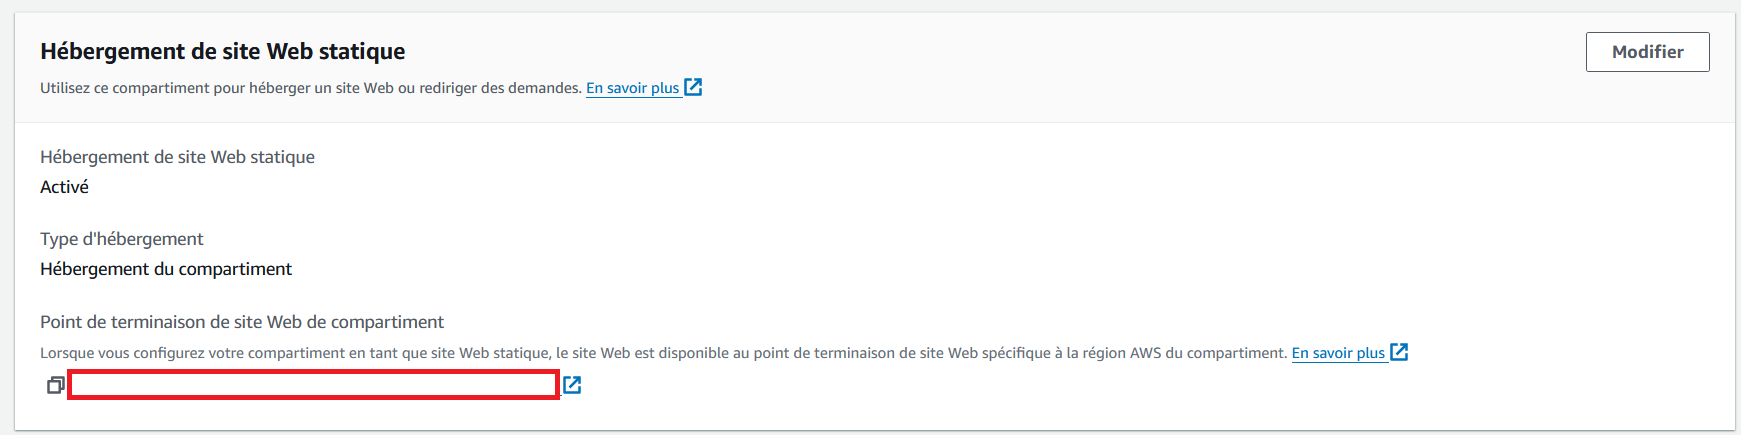 Hébergement de site Web statique
Modifier
Utilisez ce compartiment pour héberger un site Web ou rediriger des demandes. En savoir plus
Hébergement de site Web statique
Activé
Type d'hébergement
Hébergement du compartiment
Point de terminaison de site Web de compartiment
Lorsque vous configurez votre compartiment en tant que site Web statique, le site Web est disponible au point de terminaison de site Web spécifique à la région AWS du compartiment. En savoir plus